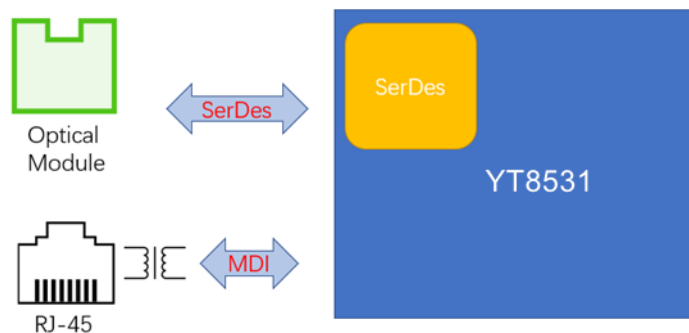 Optical
Module
SerDes
SerDes
YT8531
MDI
RJ-45